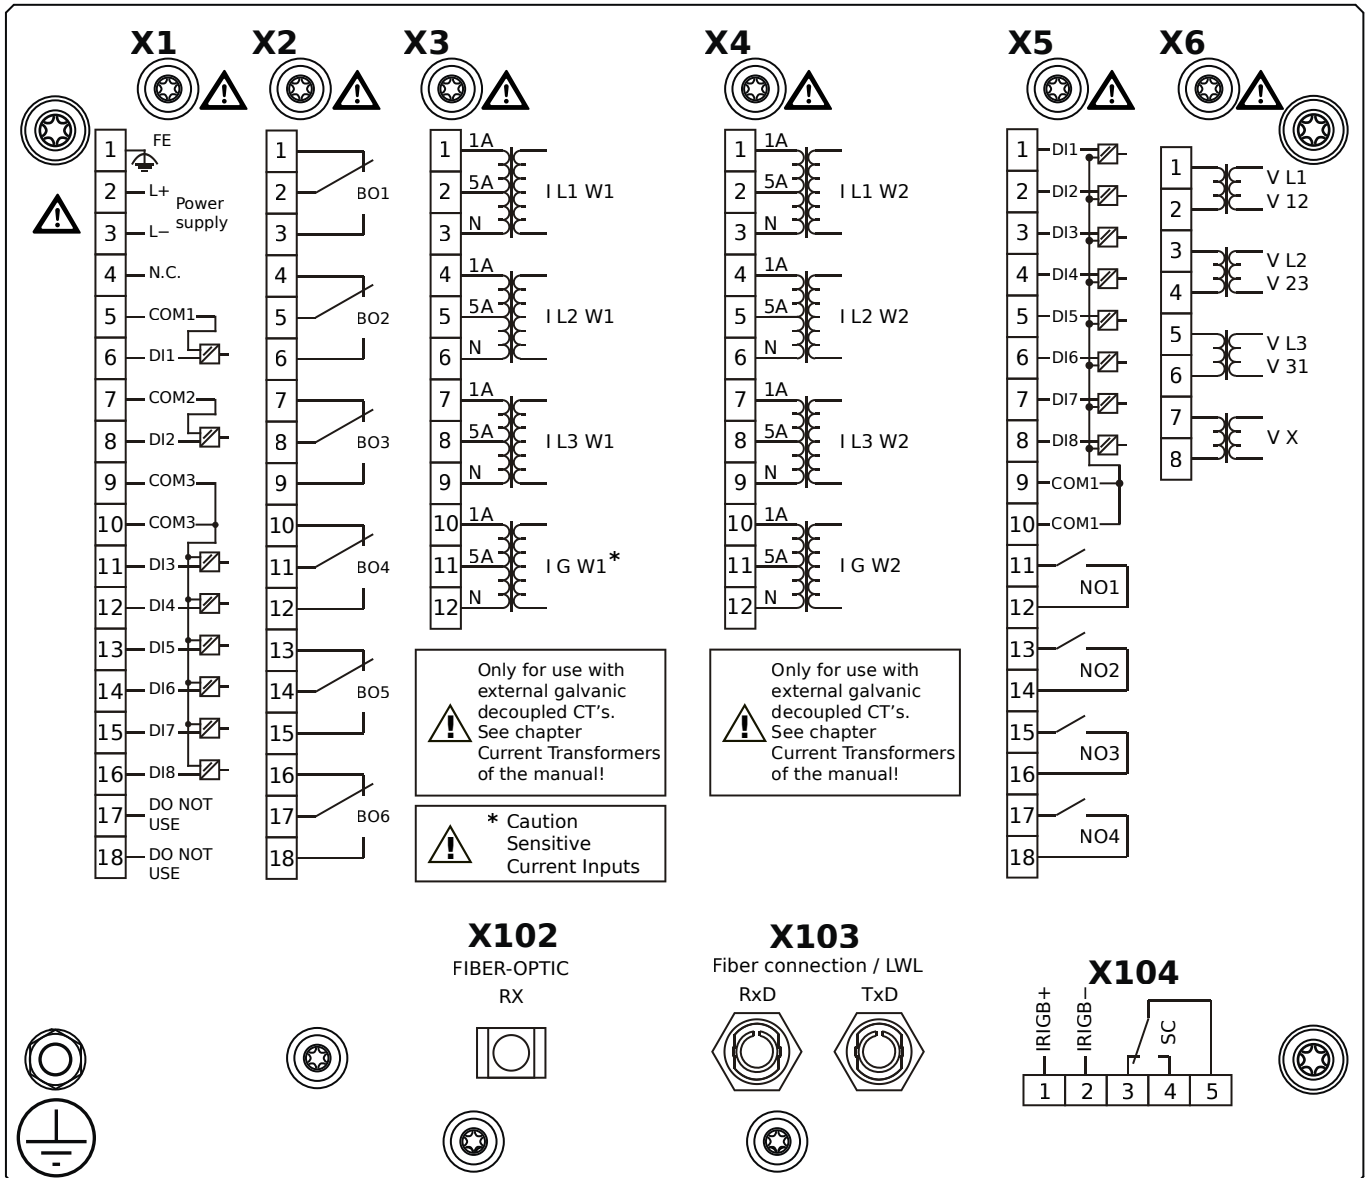 X1
X2
X3
X4
X5
X6
1 FE
2 L+
Power
supply
3 L−
4 N.C.
5 COM1
6 DI1
7 COM2
8 DI2
9 COM3
10 COM3
11 DI3
12 DI4
13 DI5
14 DI6
15 DI7
16 DI8
17 DO NOT
USE
18 DO NOT
USE
1
2 BO1
3
4
5 BO2
6
7
8 BO3
9
10
11 BO4
12
13
14 BO5
15
16
17 BO6
18
1 1A
2 5A I L1 W1
3 N
4 1A
5 5A I L2 W1
6 N
7 1A
8 5A I L3 W1
9 N
10 1A
11 5A I G W1*
12 N
Only for use with
external galvanic
decoupled CT's.
See chapter
Current Transformers
of the manual!
* Caution
Sensitive
Current Inputs
1 1A
2 5A I L1 W2
3 N
4 1A
5 5A I L2 W2
6 N
7 1A
8 5A I L3 W2
9 N
10 1A
11 5A I G W2
12 N
Only for use with
external galvanic
decoupled CT's.
See chapter
Current Transformers
of the manual!
1 DI1
2 DI2
3 DI3
4 DI4
5 DI5
6 DI6
7 DI7
8 DI8
9 COM1
10 COM1
11
NO1
12
13
NO2
14
15
NO3
16
17
NO4
18
1 V L1
2 V 12
3 V L2
4 V 23
5 V L3
6 V 31
7
V X
8
X102
FIBER-OPTIC
RX
X103
Fiber connection / LWL
RxD TxD
X104
IRIGB+
IRIGB−
SC
1 2 3 4 5